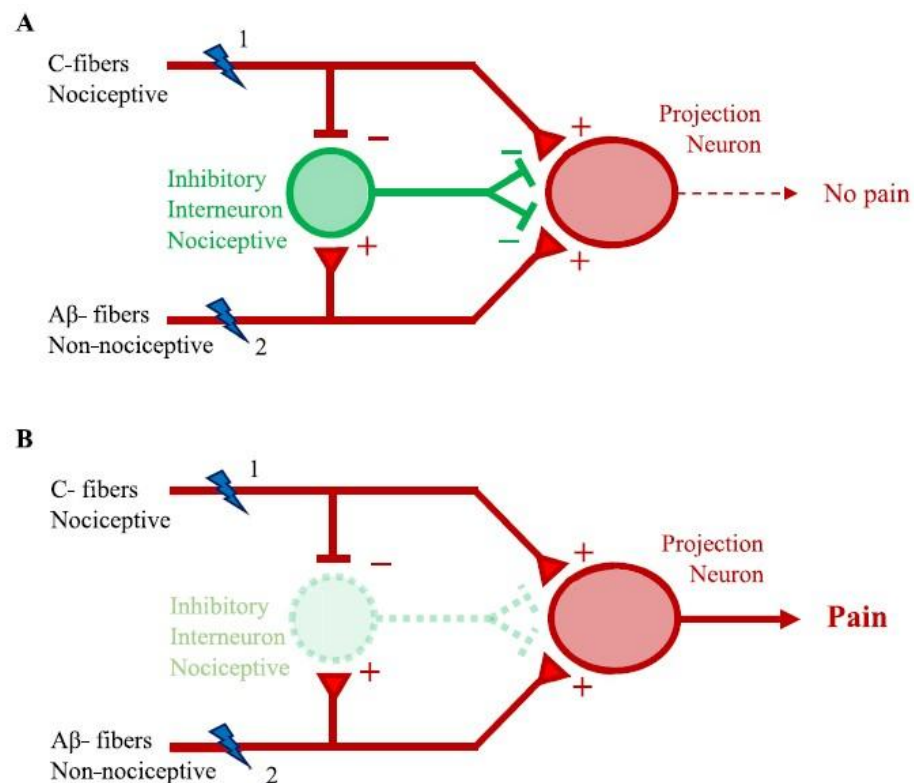 A
1
C-fibers
Nociceptive
−
+
Projection
Neuron
Inhibitory
Interneuron
Nociceptive
−
−
No pain
+
+
Aβ- fibers
Non-nociceptive
2
B
1
C- fibers
Nociceptive
−
+
Projection
Neuron
Inhibitory
Interneuron
Nociceptive
Pain
+
+
Aβ- fibers
Non-nociceptive
2